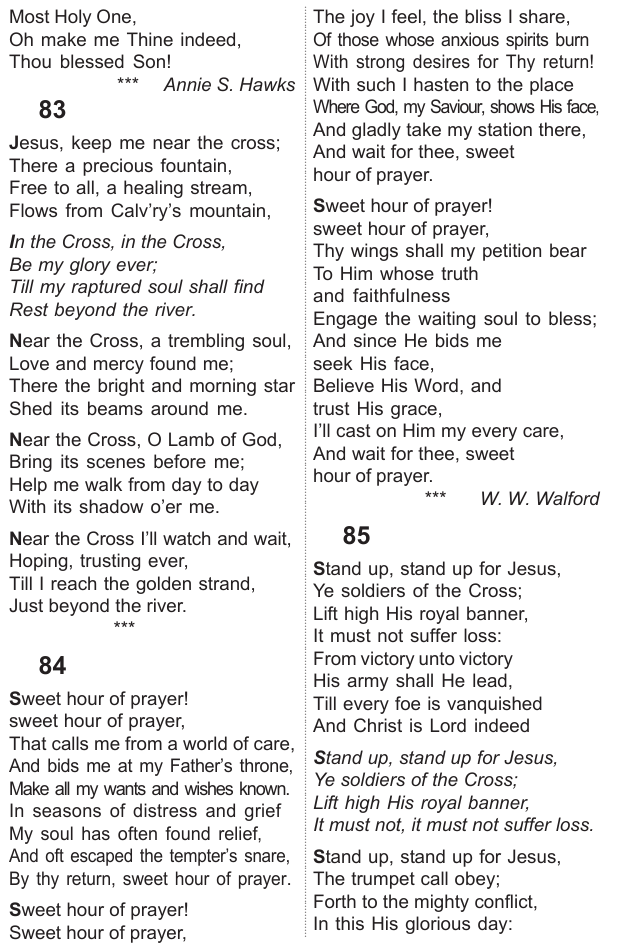 Most Holy One,
Oh make me Thine indeed,
Thou blessed Son!
*** Annie S. Hawks
83
Jesus, keep me near the cross;
There a precious fountain,
Free to all, a healing stream,
Flows from Calv'ry's mountain,
In the Cross, in the Cross,
Be my glory ever;
Till my raptured soul shall find
Rest beyond the river.
Near the Cross, a trembling soul,
Love and mercy found me;
There the bright and morning star
Shed its beams around me.
Near the Cross, O Lamb of God,
Bring its scenes before me;
Help me walk from day to day
With its shadow o'er me.
Near the Cross I'll watch and wait,
Hoping, trusting ever,
Till I reach the golden strand,
Just beyond the river.
***
84
Sweet hour of prayer!
sweet hour of prayer,
That calls me from a world of care,
And bids me at my Father's throne,
Make all my wants and wishes known.
In seasons of distress and grief
My soul has often found relief,
And oft escaped the tempter's snare,
By thy return, sweet hour of prayer.
Sweet hour of prayer!
Sweet hour of prayer,
The joy I feel, the bliss I share,
Of those whose anxious spirits burn
With strong desires for Thy return!
With such I hasten to the place
Where God, my Saviour, shows His face,
And gladly take my station there,
And wait for thee, sweet
hour of prayer.
Sweet hour of prayer!
sweet hour of prayer,
Thy wings shall my petition bear
To Him whose truth
and faithfulness
Engage the waiting soul to bless;
And since He bids me
seek His face,
Believe His Word, and
trust His grace,
I'll cast on Him my every care,
And wait for thee, sweet
hour of prayer.
*** W. W. Walford
85
Stand up, stand up for Jesus,
Ye soldiers of the Cross;
Lift high His royal banner,
It must not suffer loss:
From victory unto victory
His army shall He lead,
Till every foe is vanquished
And Christ is Lord indeed
Stand up, stand up for Jesus,
Ye soldiers of the Cross;
Lift high His royal banner,
It must not, it must not suffer loss.
Stand up, stand up for Jesus,
The trumpet call obey;
Forth to the mighty conflict,
In this His glorious day: